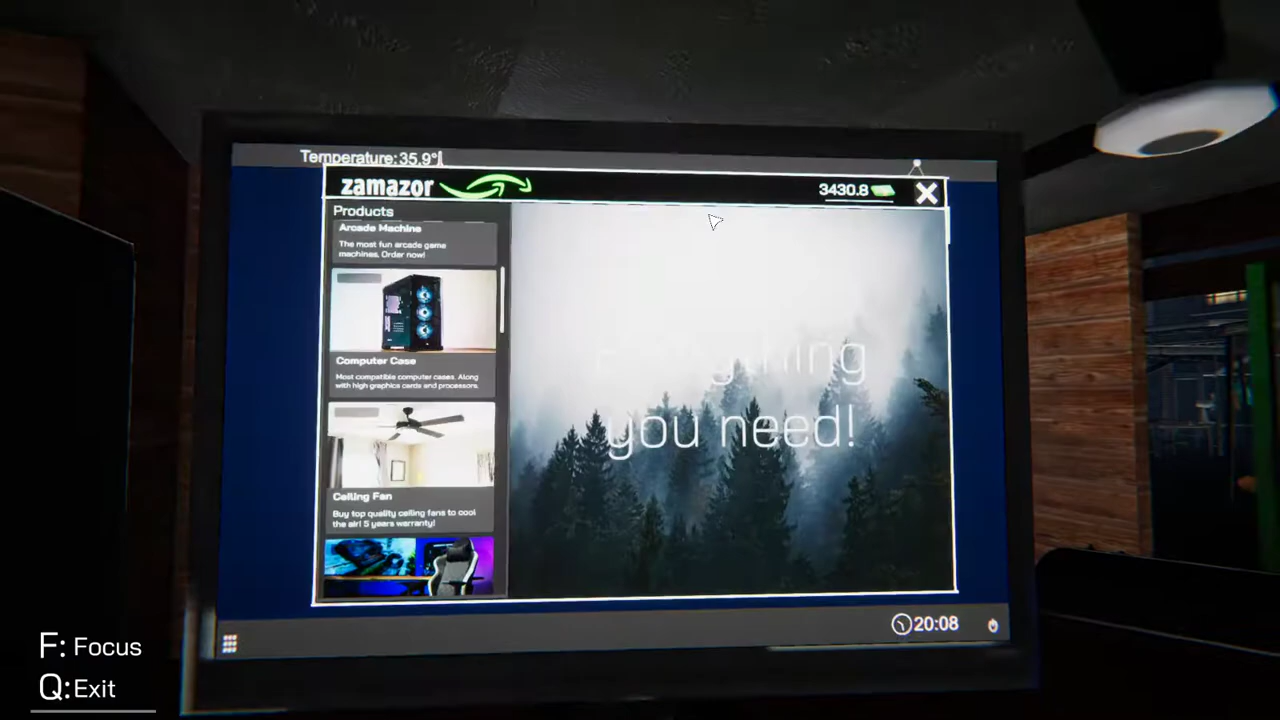 Temperature:35.9°
zamazor
3430.8
Products
Arcade Machine
The most fun arcade game
machines, Order now!
Computer Case
Most compatible computer cases. Along
with high graphics cards and processors.
Ceiling Fan
Buy top quality ceiling fans to cool
the air! 5 years warranty!
Everything
you need!
20:08
F: Focus
Q:Exit